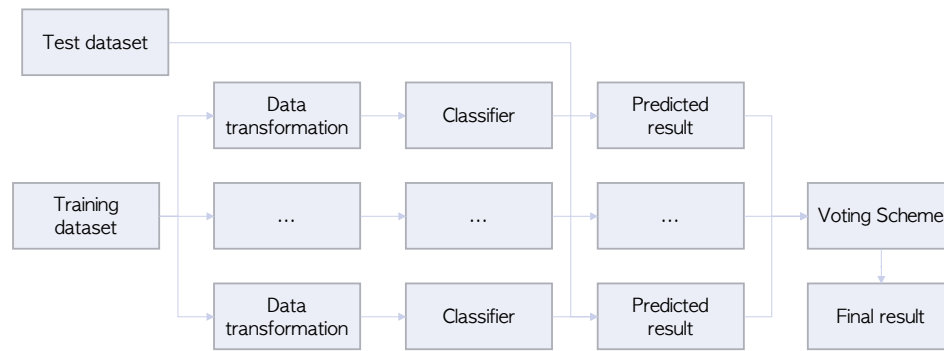 Test dataset
Data
transformation
Classifier
Predicted
result
Training
dataset
...
...
...
Voting Scheme
Data
transformation
Classifier
Predicted
result
Final result